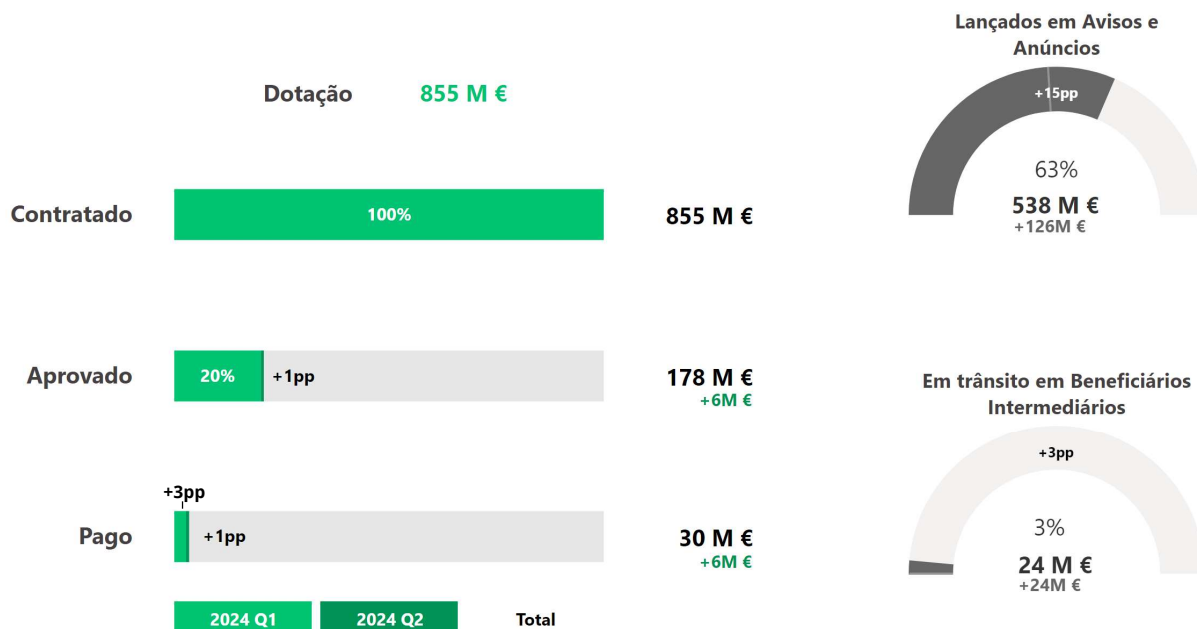 Dotação 855 M €
Contratado 100% 855 M €
Aprovado 20% +1pp 178 M €
+6M €
+3pp
Pago +1pp 30 M €
+6M €
2024 Q1 2024 Q2 Total
Lançados em Avisos e
Anúncios
+15pp
63%
538 M €
+126M €
Em trânsito em Beneficiários
Intermediários
+3pp
3%
24 M €
+24M €